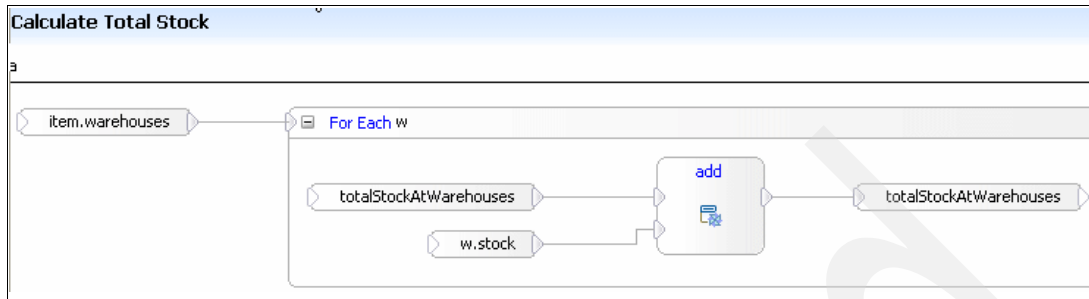 Calculate Total Stock
a
item.warehouses
For Each w
add
totalStockAtWarehouses
totalStockAtWarehouses
w.stock